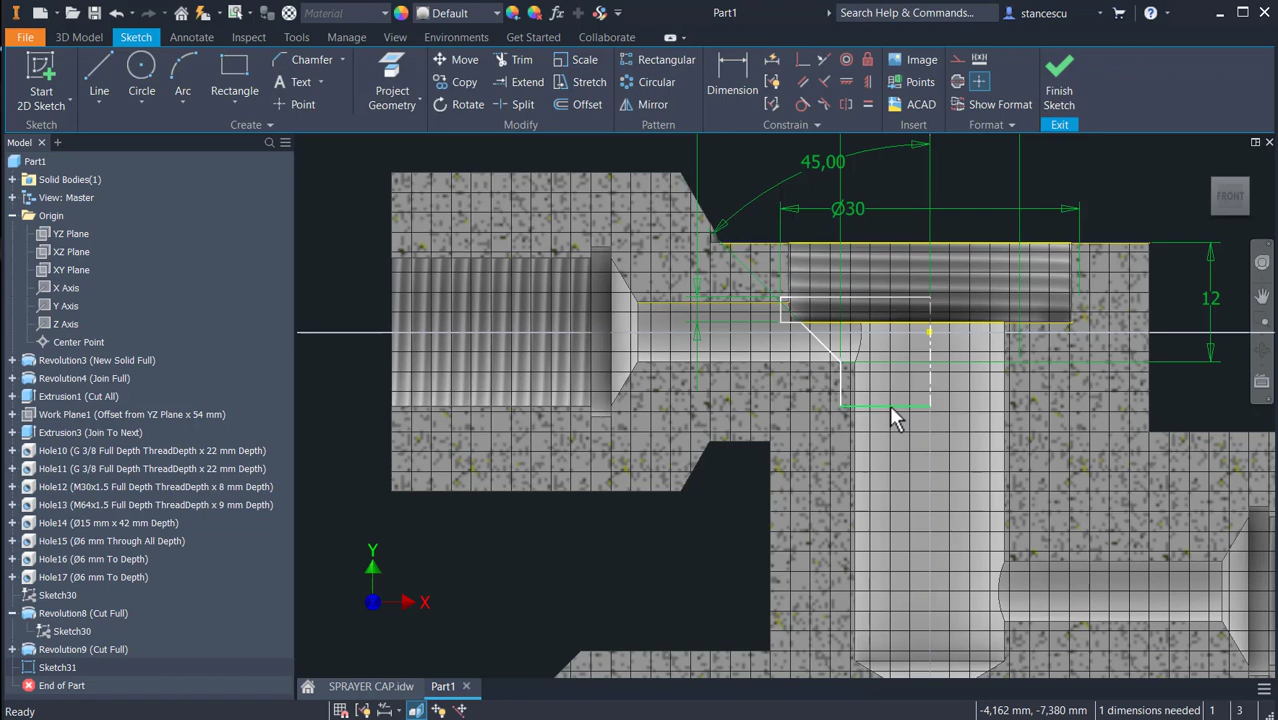 Material
Default
Part1
Search Help & Commands...
stancescu
File
3D Model
Sketch
Annotate
Inspect
Tools
Manage
View
Environments
Get Started
Collaborate
Start
2D Sketch
Line
Circle
Arc
Rectangle
Chamfer
Text
Point
Project
Geometry
Move
Copy
Rotate
Trim
Extend
Split
Scale
Stretch
Offset
Rectangular
Circular
Mirror
Dimension
Image
Points
ACAD
Show Format
Finish
Sketch
Sketch
Create
Modify
Pattern
Constrain
Insert
Format
Exit
Model
Part1
Solid Bodies(1)
View: Master
Origin
YZ Plane
XZ Plane
XY Plane
X Axis
Y Axis
Z Axis
Center Point
Revolution3 (New Solid Full)
Revolution4 (Join Full)
Extrusion1 (Cut All)
Work Plane1 (Offset from YZ Plane x 54 mm)
Extrusion3 (Join To Next)
Hole10 (G 3/8 Full Depth ThreadDepth x 22 mm Depth)
Hole11 (G 3/8 Full Depth ThreadDepth x 22 mm Depth)
Hole12 (M30x1.5 Full Depth ThreadDepth x 8 mm Depth)
Hole13 (M64x1.5 Full Depth ThreadDepth x 9 mm Depth)
Hole14 (Ø15 mm x 42 mm Depth)
Hole15 (Ø6 mm Through All Depth)
Hole16 (Ø6 mm To Depth)
Hole17 (Ø6 mm To Depth)
Sketch30
Revolution8 (Cut Full)
Sketch30
Revolution9 (Cut Full)
Sketch31
End of Part
45,00
Ø30
12
FRONT
Y
X
SPRAYER CAP.idw
Part1
Ready
-4,162 mm, -7,380 mm
1 dimensions needed
1
3